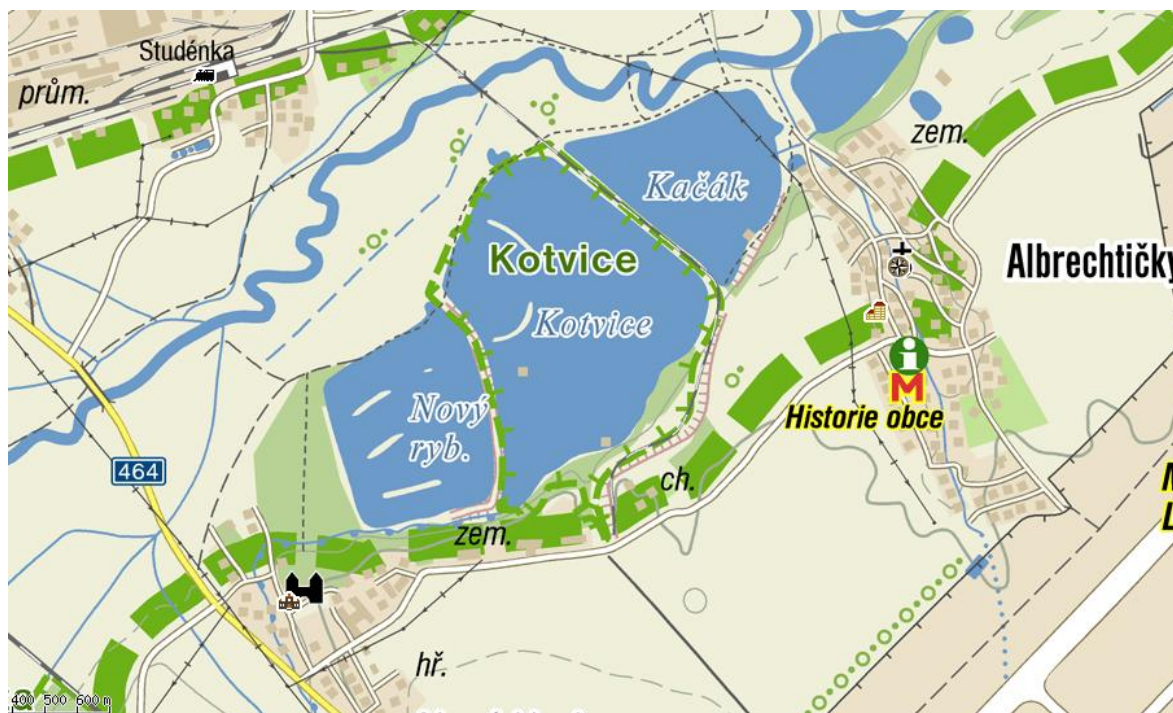 Studénka
prům.
zem.
Kačák
Kotvice
Albrechtičky
Kotvice
Nový
ryb.
i
M
Historie obce
464
ch.
zem.
hř.
400 500 600 m